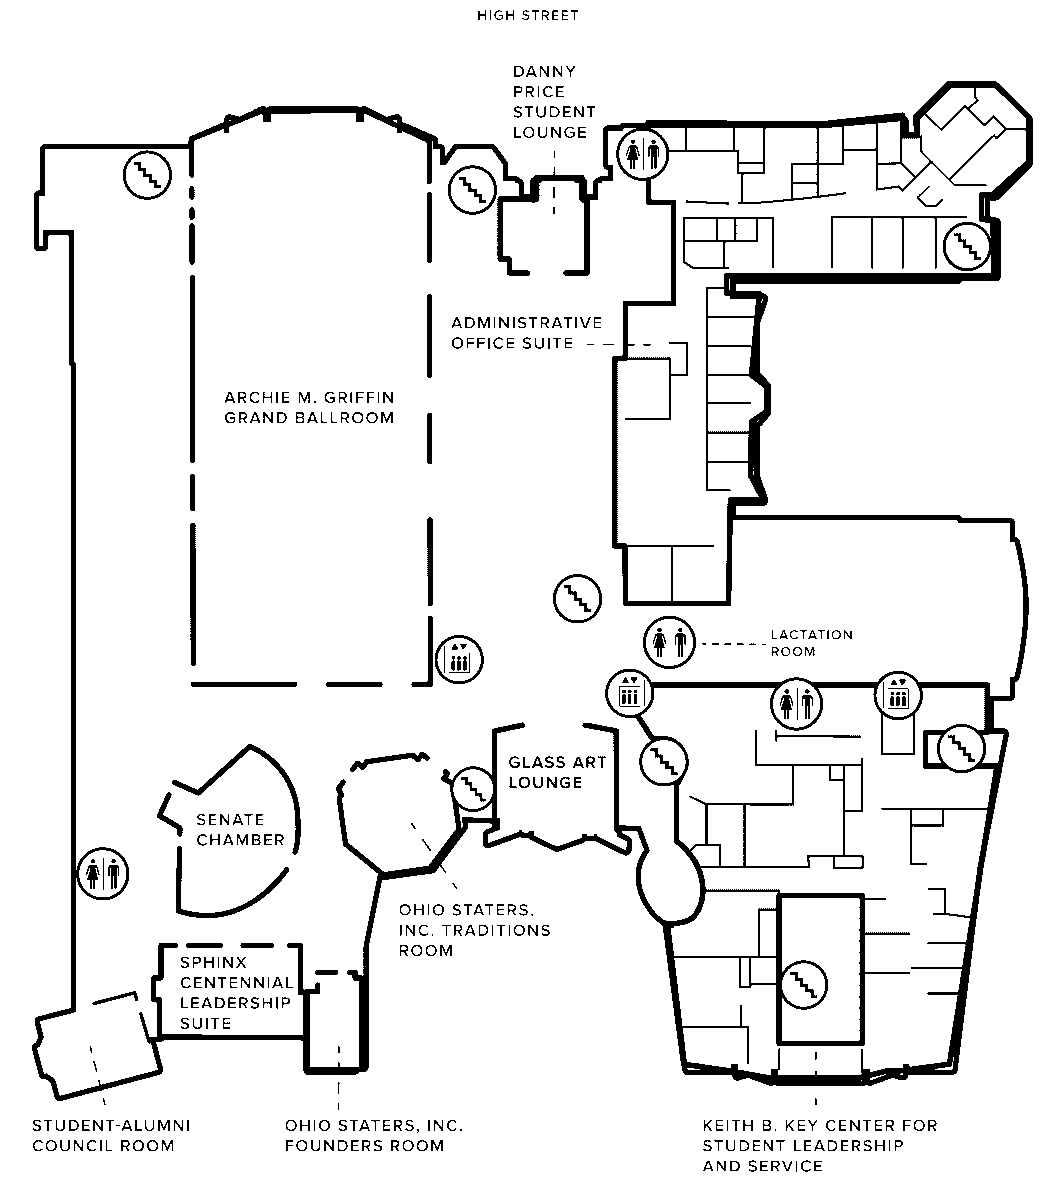 HIGH STREET
DANNY
PRICE
STUDENT
LOUNGE
ADMINISTRATIVE
OFFICE SUITE
ARCHIE M. GRIFFIN
GRAND BALLROOM
LACTATION
ROOM
GLASS ART
LOUNGE
SENATE
CHAMBER
OHIO STATERS,
INC. TRADITIONS
ROOM
SPHINX
CENTENNIAL
LEADERSHIP
SUITE
STUDENT-ALUMNI
COUNCIL ROOM
OHIO STATERS, INC.
FOUNDERS ROOM
KEITH B. KEY CENTER FOR
STUDENT LEADERSHIP
AND SERVICE